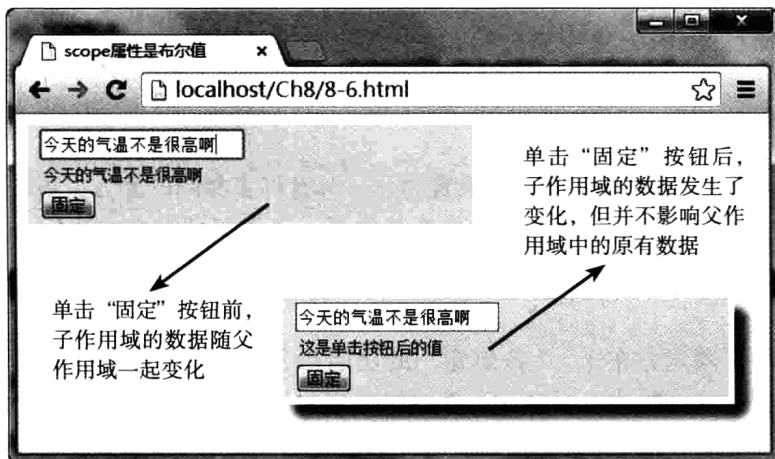 scope属性是布尔值
localhost/Ch8/8-6.html
今天的气温不是很高啊
今天的气温不是很高啊
固定
单击“固定”按钮后，
子作用域的数据发生了
变化，但并不影响父作
用域中的原有数据
单击“固定”按钮前，
子作用域的数据随父
作用域一起变化
今天的气温不是很高啊
这是单击按钮后的值
固定